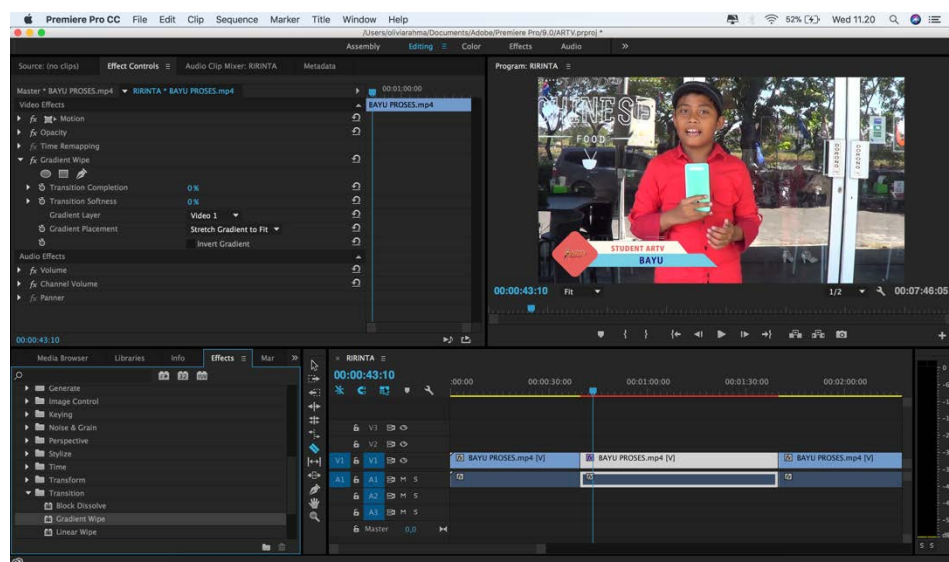 Premiere Pro CC File Edit Clip Sequence Marker Title Window Help 52% Wed 11.20
/Users/oliviarahma/Documents/Adobe/Premiere Pro/9.0/ARTV.prproj *
Assembly Editing Color Effects Audio »
Source: (no clips) Effect Controls Audio Clip Mixer: RIRINTA Metadata
Program: RIRINTA
Master * BAYU PROSES.mp4 RIRINTA * BAYU PROSES.mp4
00:01:00:00
Video Effects
BAYU PROSES.mp4
fx Motion
fx Opacity
fx Time Remapping
fx Gradient Wipe
Transition Completion 0 %
Transition Softness 0 %
Gradient Layer Video 1
Gradient Placement Stretch Gradient to Fit
Invert Gradient
Audio Effects
fx Volume
fx Channel Volume
fx Panner
00:00:43:10
FOOD
STUDENT ARTV
BAYU
00:00:43:10 Fit 1/2 00:07:46:05
Media Browser Libraries Info Effects Mar »
Generate
Image Control
Keying
Noise & Grain
Perspective
Stylize
Time
Transform
Transition
Block Dissolve
Gradient Wipe
Linear Wipe
× RIRINTA
00:00:43:10
:00:00 00:00:30:00 00:01:00:00 00:01:30:00 00:02:00:00
V3
V2
V1 V1 BAYU PROSES.mp4 [V] BAYU PROSES.mp4 [V] BAYU PROSES.mp4 [V]
A1 A1 M S
A2 M S
A3 M S
Master 0,0
S S